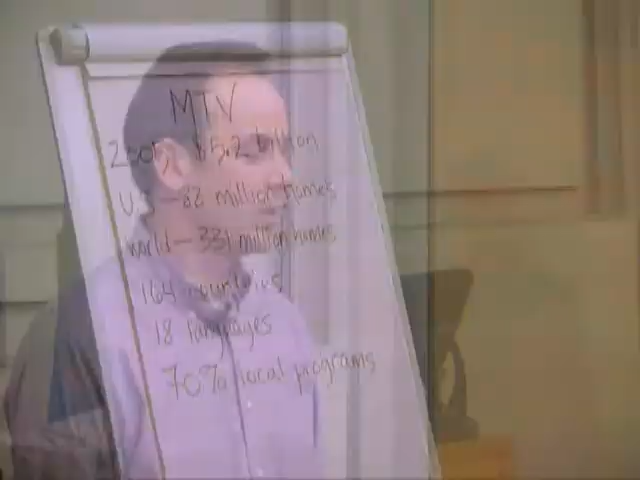 MTV
2005 $5.2 billion
U.S. – 82 million homes
world – 331 million homes
164 countries
18 languages
70% local programs